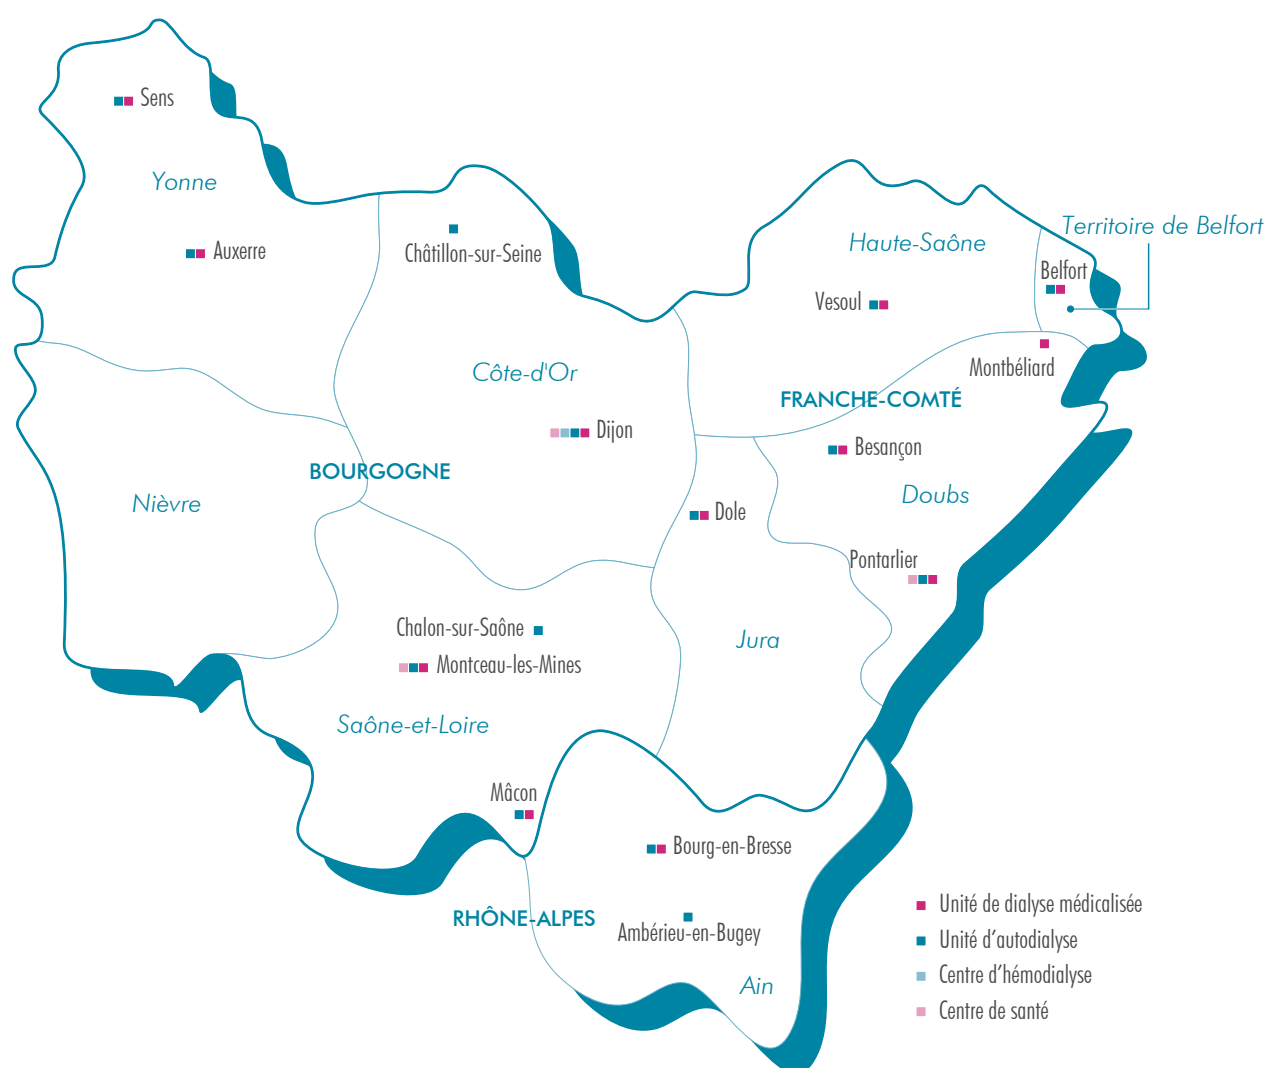 Sens
Yonne
Auxerre
Châtillon-sur-Seine
Haute-Saône
Territoire de Belfort
Belfort
Vesoul
Montbéliard
Côte-d'Or
FRANCHE-COMTÉ
Dijon
Besançon
BOURGOGNE
Nièvre
Doubs
Dole
Pontarlier
Chalon-sur-Saône
Jura
Montceau-les-Mines
Saône-et-Loire
Mâcon
Bourg-en-Bresse
RHÔNE-ALPES
Ambérieu-en-Bugey
Ain
Unité de dialyse médicalisée
Unité d’autodialyse
Centre d’hémodialyse
Centre de santé